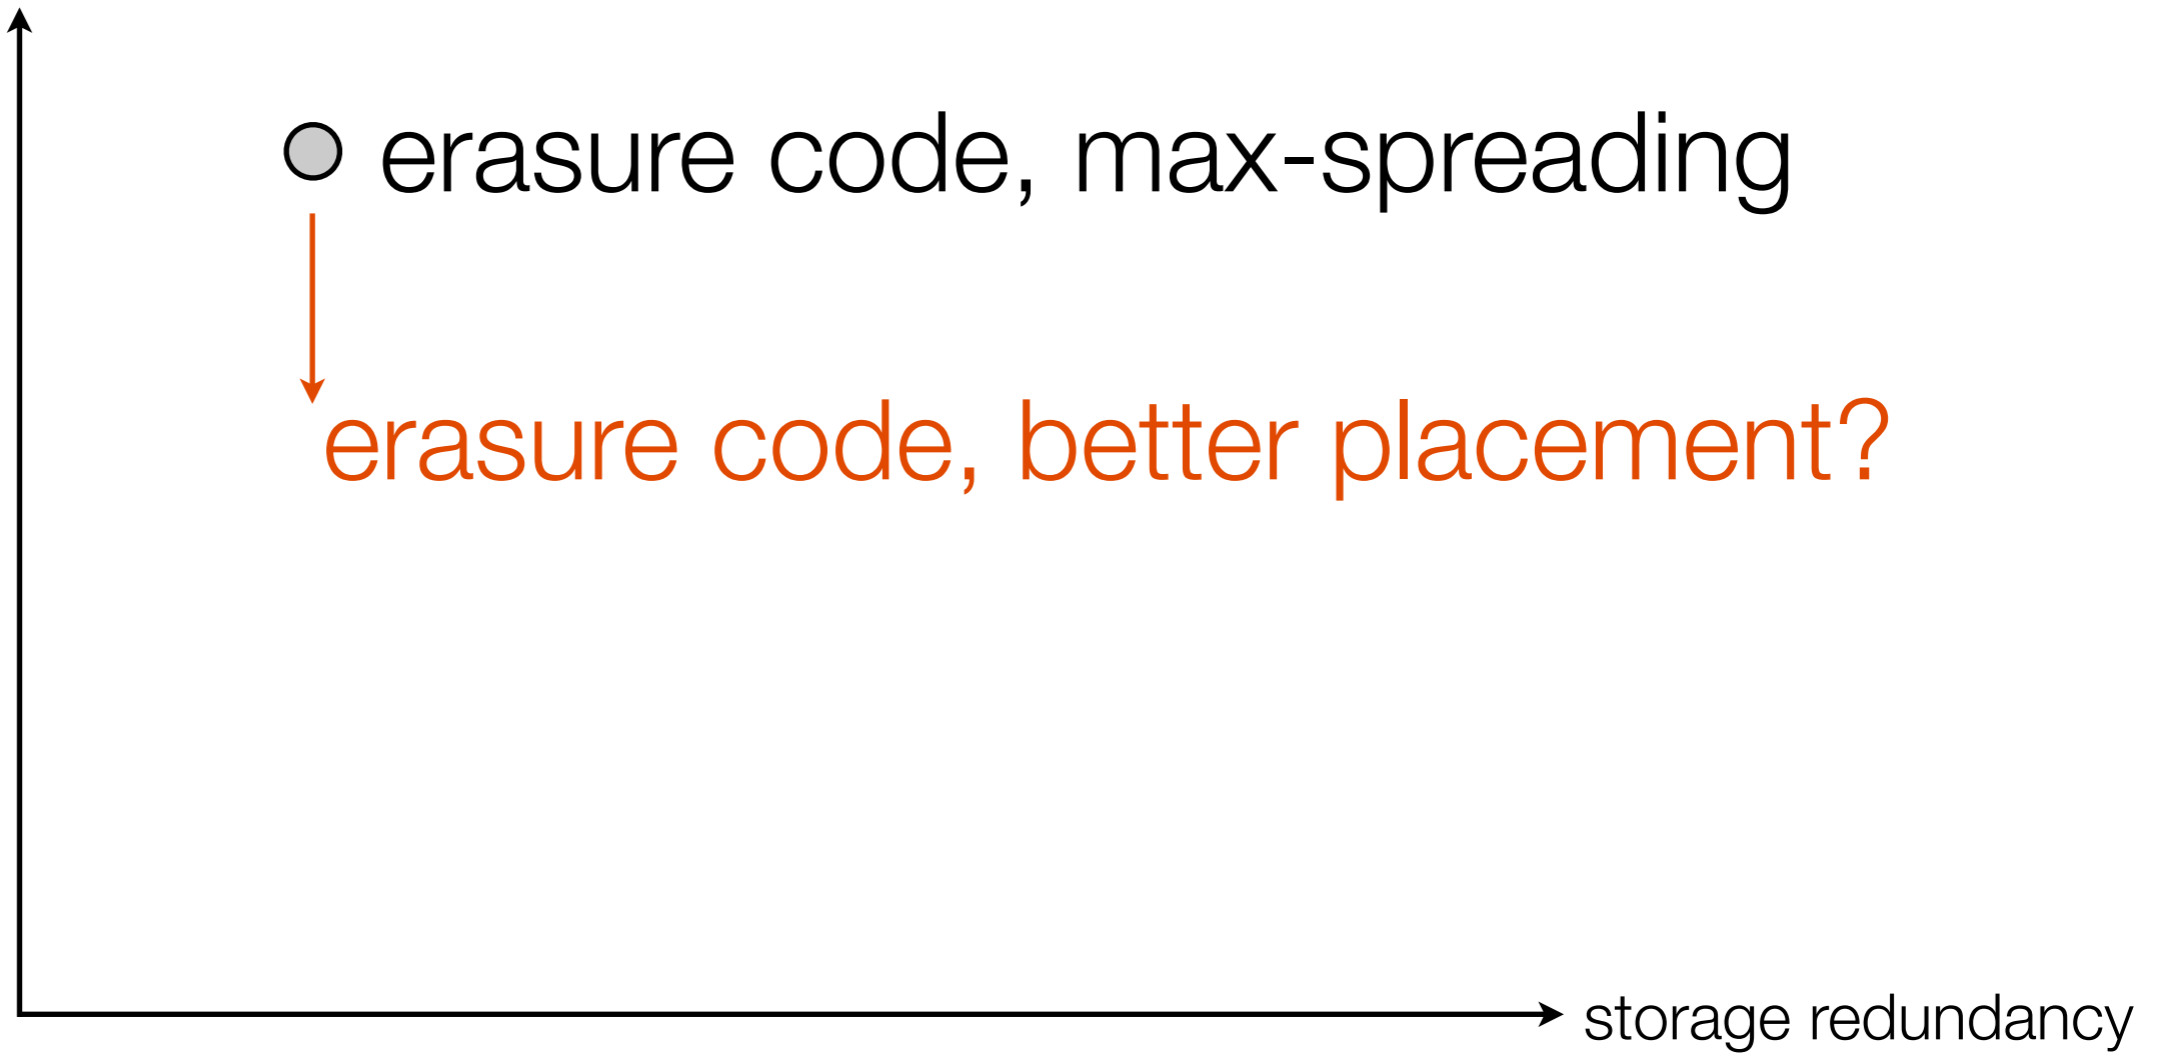 erasure code, max-spreading
erasure code, better placement?
storage redundancy